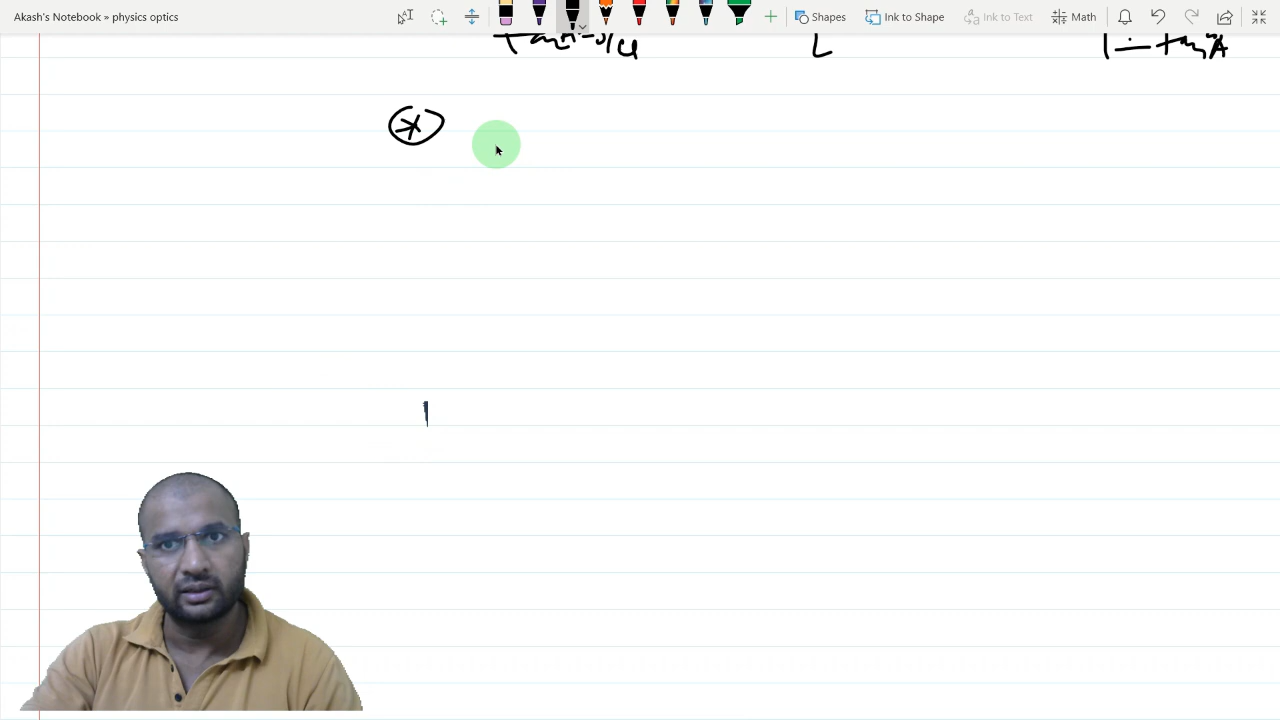 Akash's Notebook » physics optics
Shapes
Ink to Shape
Ink to Text
Math